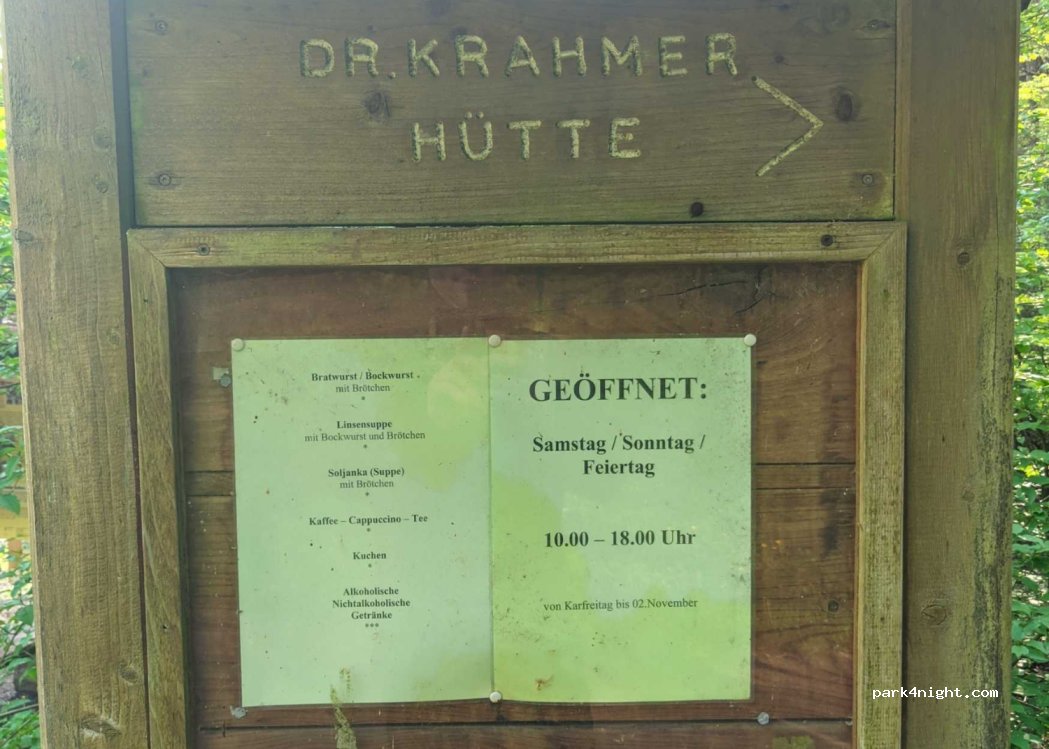 DR.KRAHMER
HÜTTE
Bratwurst / Bockwurst
mit Brötchen
*
Linsensuppe
mit Bockwurst und Brötchen
*
Soljanka (Suppe)
mit Brötchen
*
Kaffee – Cappuccino – Tee
*
Kuchen
*
Alkoholische
Nichtalkoholische
Getränke
***
GEÖFFNET:
Samstag / Sonntag /
Feiertag
10.00 – 18.00 Uhr
von Karfreitag bis 02.November
park4night.com